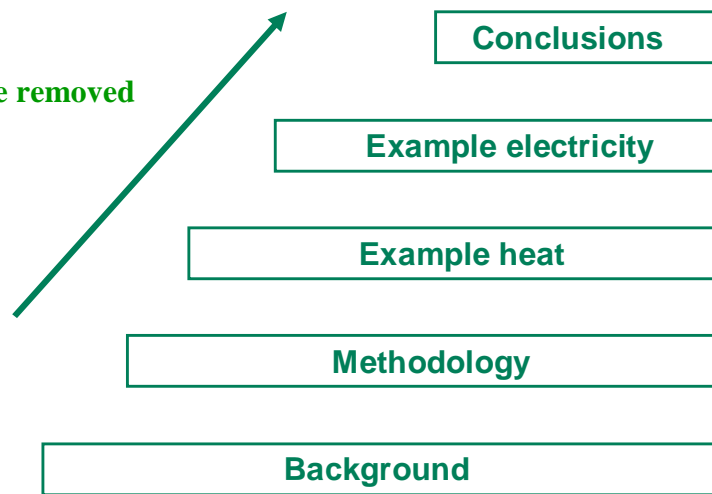 Conclusions
removed
Example electricity
Example heat
Methodology
Background